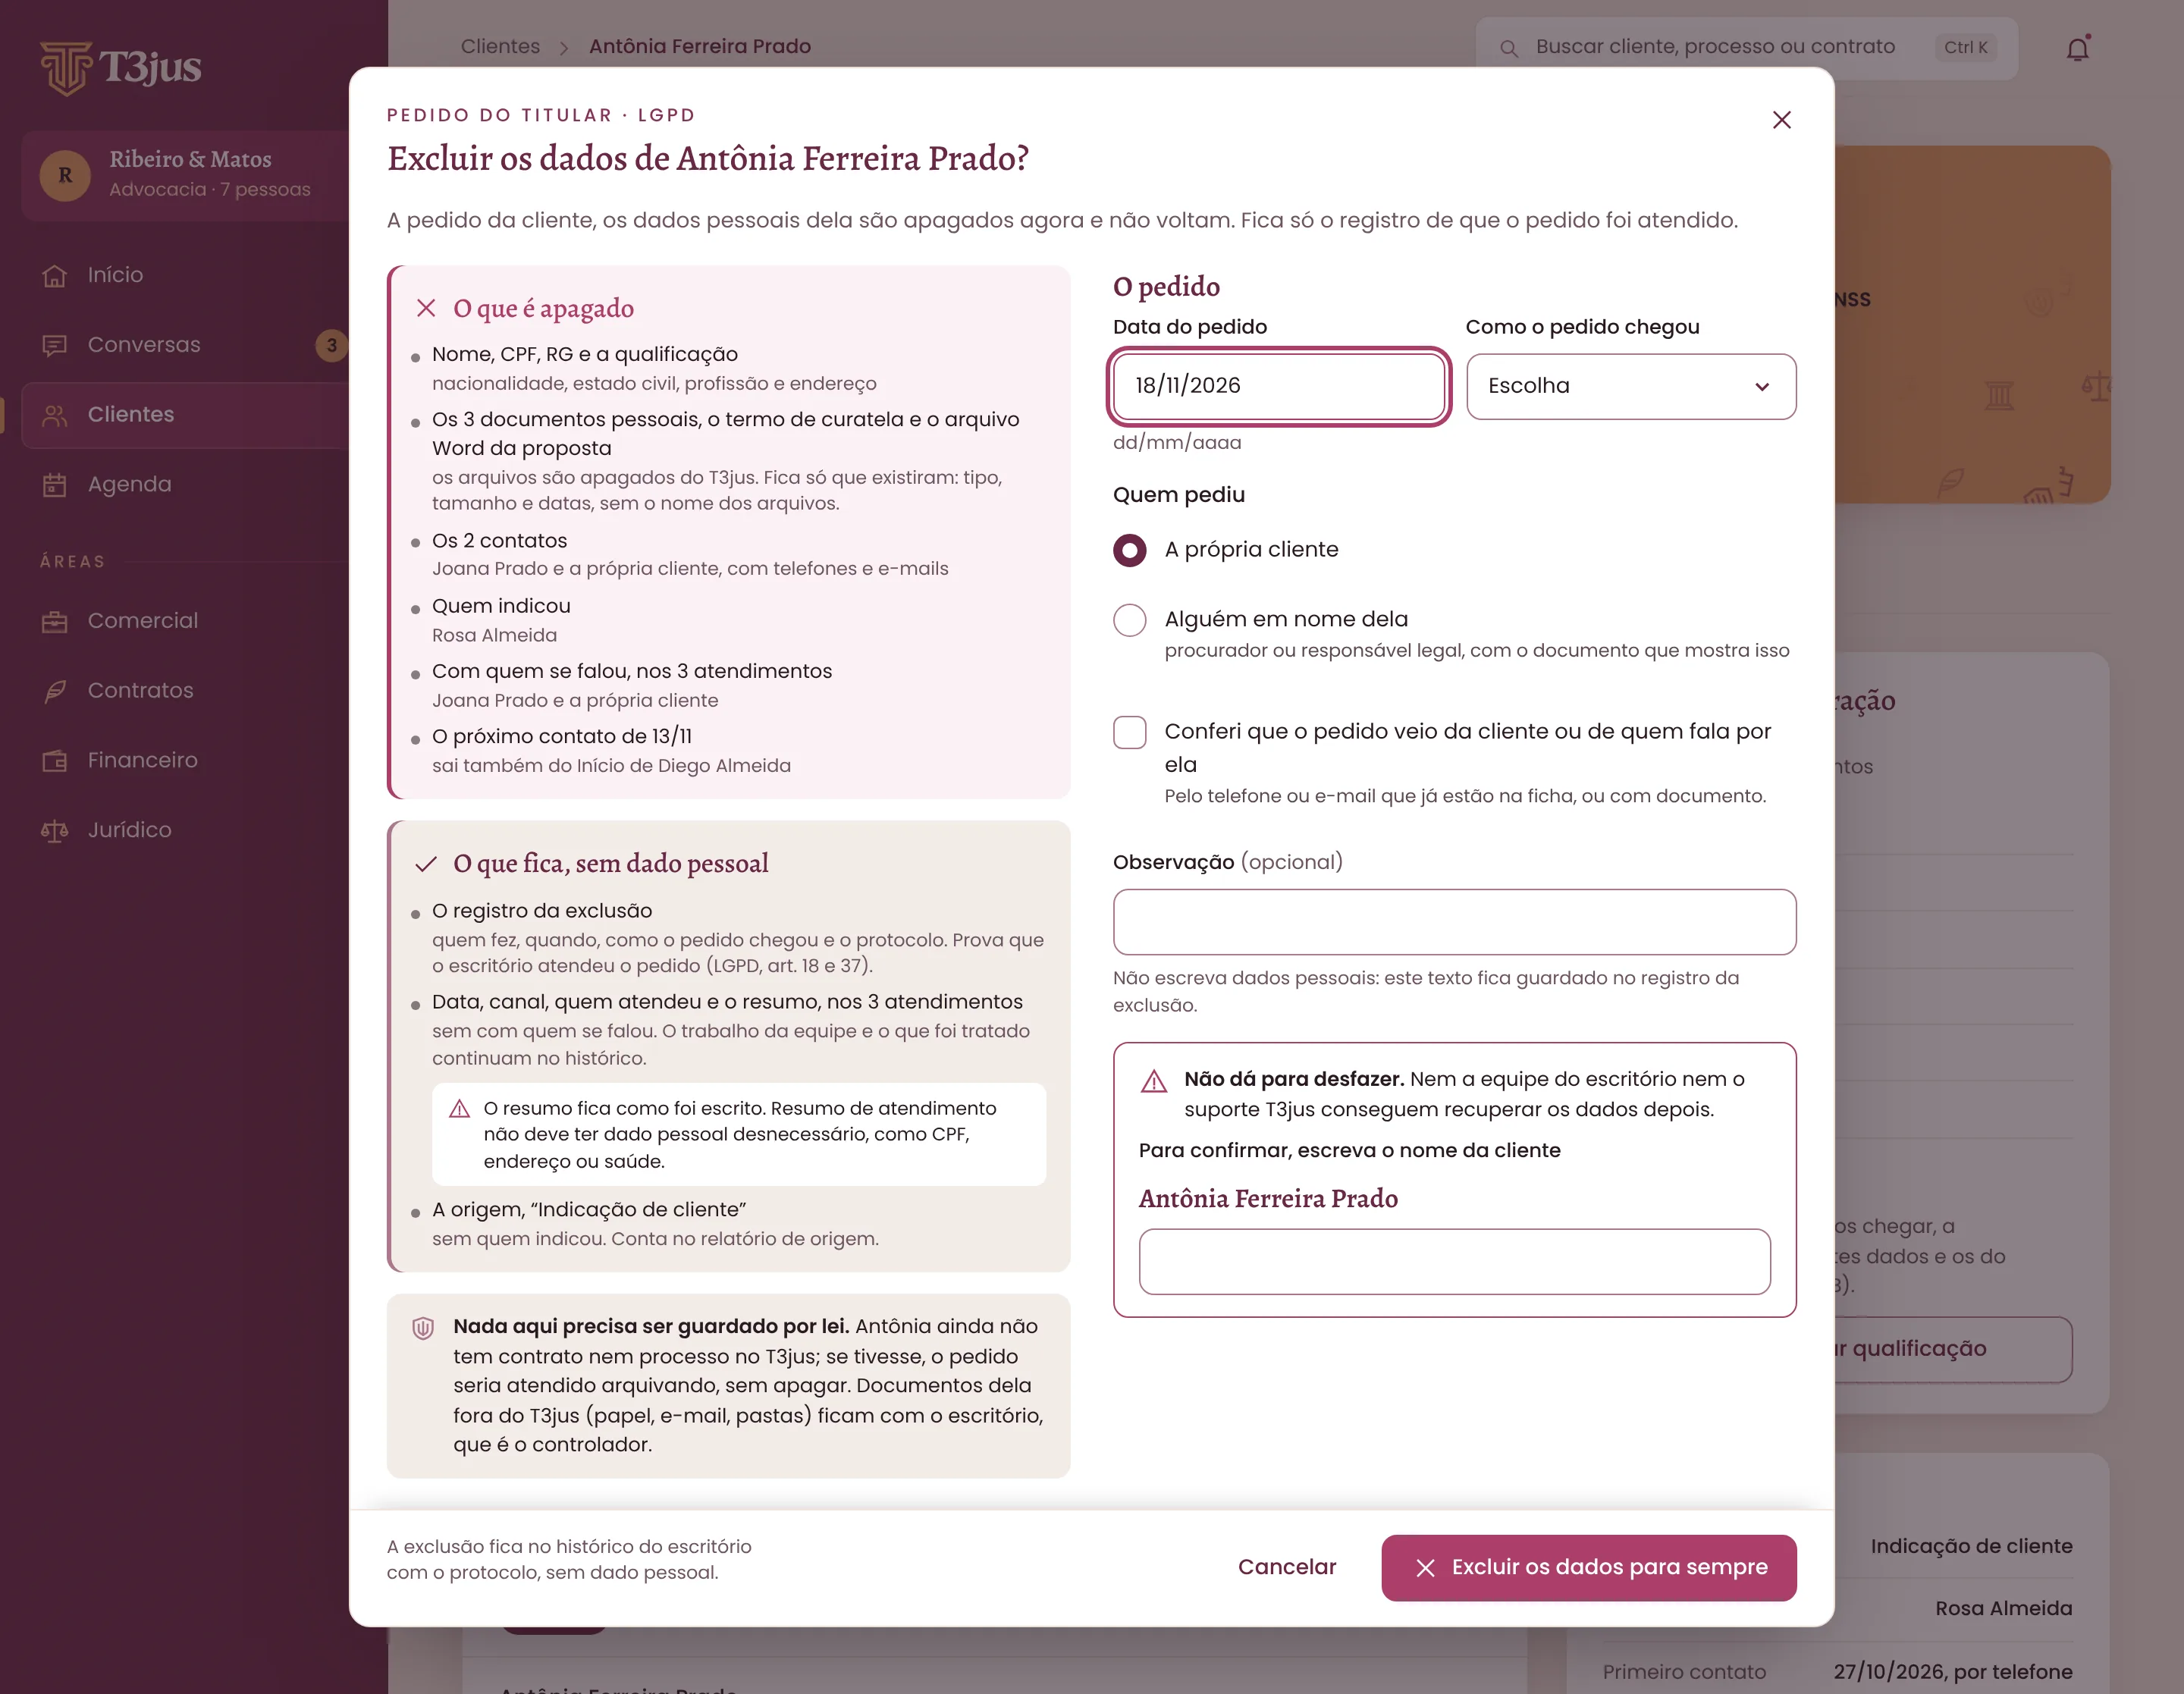 T3jus
R
Ribeiro & Matos
Advocacia · 7 pessoas
Início
Conversas
3
Clientes
Agenda
ÁREAS
Comercial
Contratos
Financeiro
Jurídico
Clientes
Antônia Ferreira Prado
Buscar cliente, processo ou contrato
Ctrl K
PEDIDO DO TITULAR · LGPD
Excluir os dados de Antônia Ferreira Prado?
A pedido da cliente, os dados pessoais dela são apagados agora e não voltam. Fica só o registro de que o pedido foi atendido.
O que é apagado
Nome, CPF, RG e a qualificação
nacionalidade, estado civil, profissão e endereço
Os 3 documentos pessoais, o termo de curatela e o arquivo
Word da proposta
os arquivos são apagados do T3jus. Fica só que existiram: tipo,
tamanho e datas, sem o nome dos arquivos.
Os 2 contatos
Joana Prado e a própria cliente, com telefones e e-mails
Quem indicou
Rosa Almeida
Com quem se falou, nos 3 atendimentos
Joana Prado e a própria cliente
O próximo contato de 13/11
sai também do Início de Diego Almeida
O que fica, sem dado pessoal
O registro da exclusão
quem fez, quando, como o pedido chegou e o protocolo. Prova que
o escritório atendeu o pedido (LGPD, art. 18 e 37).
Data, canal, quem atendeu e o resumo, nos 3 atendimentos
sem com quem se falou. O trabalho da equipe e o que foi tratado
continuam no histórico.
O resumo fica como foi escrito. Resumo de atendimento
não deve ter dado pessoal desnecessário, como CPF,
endereço ou saúde.
A origem, “Indicação de cliente”
sem quem indicou. Conta no relatório de origem.
Nada aqui precisa ser guardado por lei. Antônia ainda não
tem contrato nem processo no T3jus; se tivesse, o pedido
seria atendido arquivando, sem apagar. Documentos dela
fora do T3jus (papel, e-mail, pastas) ficam com o escritório,
que é o controlador.
O pedido
Data do pedido
18/11/2026
dd/mm/aaaa
Como o pedido chegou
Escolha
Quem pediu
A própria cliente
Alguém em nome dela
procurador ou responsável legal, com o documento que mostra isso
Conferi que o pedido veio da cliente ou de quem fala por
ela
Pelo telefone ou e-mail que já estão na ficha, ou com documento.
Observação (opcional)
Não escreva dados pessoais: este texto fica guardado no registro da
exclusão.
Não dá para desfazer. Nem a equipe do escritório nem o
suporte T3jus conseguem recuperar os dados depois.
Para confirmar, escreva o nome da cliente
Antônia Ferreira Prado
A exclusão fica no histórico do escritório
com o protocolo, sem dado pessoal.
Cancelar
Excluir os dados para sempre
NSS
ração
ntos
os chegar, a
tes dados e os do
3).
r qualificação
Indicação de cliente
Rosa Almeida
Primeiro contato
27/10/2026, por telefone